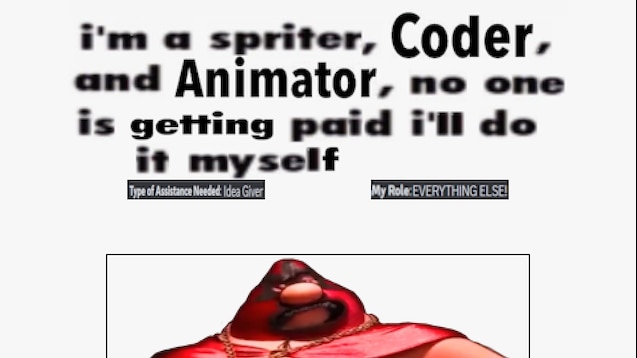 i'm a spriter, Coder,
and Animator, no one
is getting paid i'll do
it myself
Type of Assistance Needed: Idea Giver
My Role:EVERYTHING ELSE!